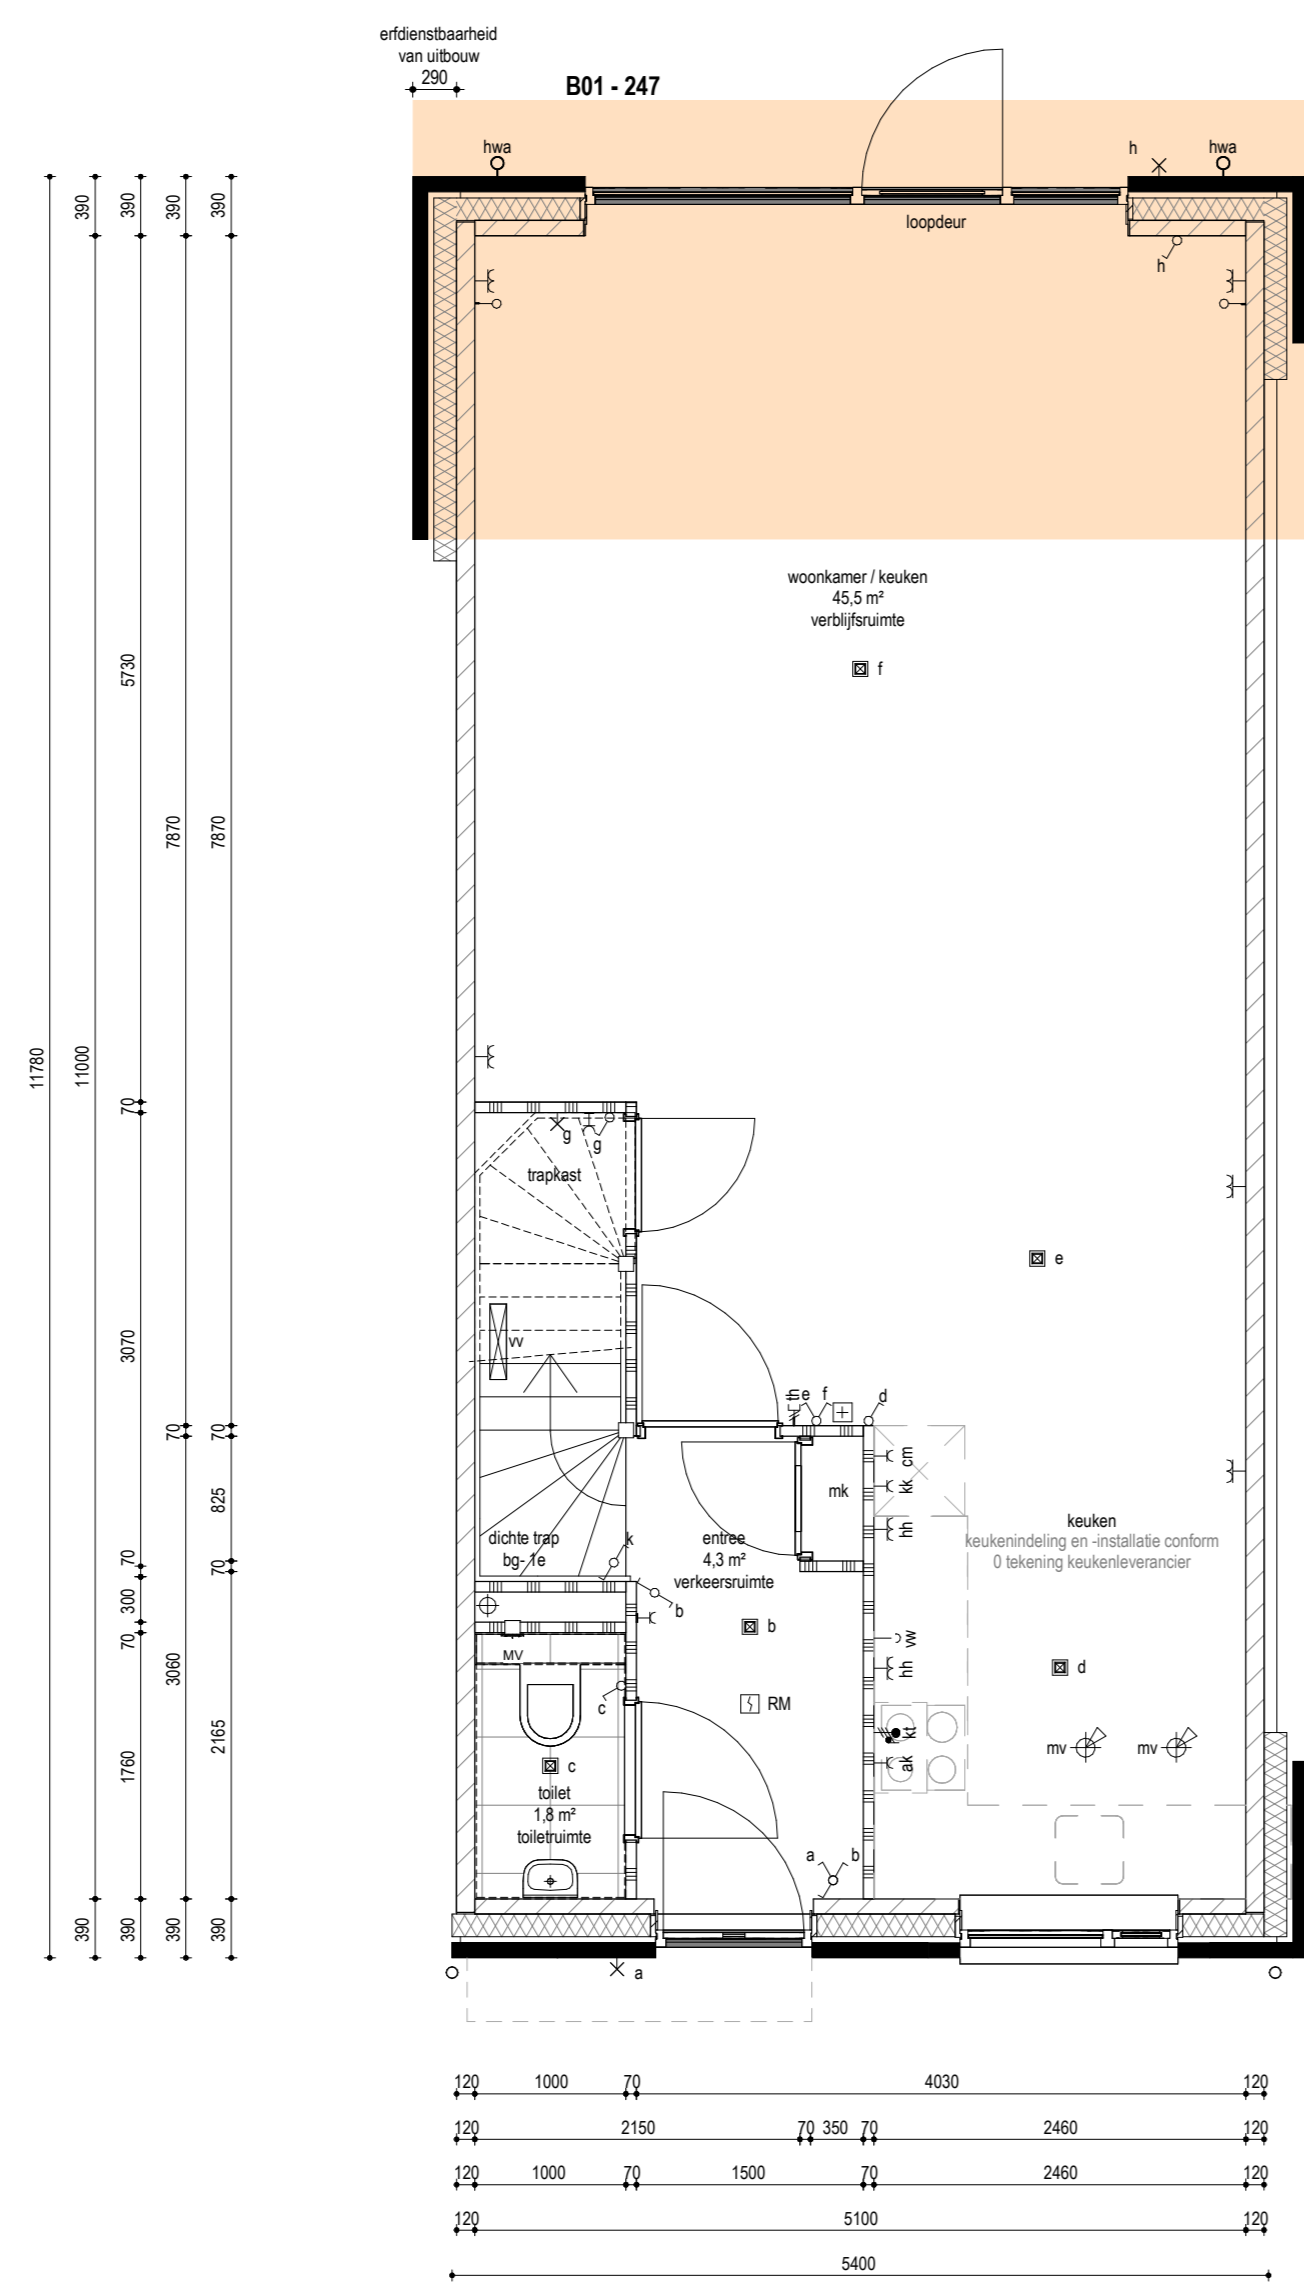 erfdienstbaarheid
van uitbouw
290
B01 - 247
hwa
h
hwa
loopdeur
h
390
390
390
390
woonkamer / keuken
45,5 m²
verblijfsruimte
f
5730
7870
7870
11780
11000
70
g
g
trapkast
e
3070
vv
th
e
f
d
70
70
cm
kk
hh
mk
825
keuken
keukenindeling en -installatie conform
0 tekening keukenleverancier
dichte trap
bg- 1e
k
entree
4,3 m²
verkeersruimte
70
70
300
b
b
vv
hh
d
70
MV
3060
2165
c
RM
kt
ak
mv
mv
1760
c
toilet
1,8 m²
toiletruimte
a
b
390
390
390
390
a
120
1000
70
4030
120
120
2150
70
350
70
2460
120
120
1000
70
1500
70
2460
120
120
5100
120
5400